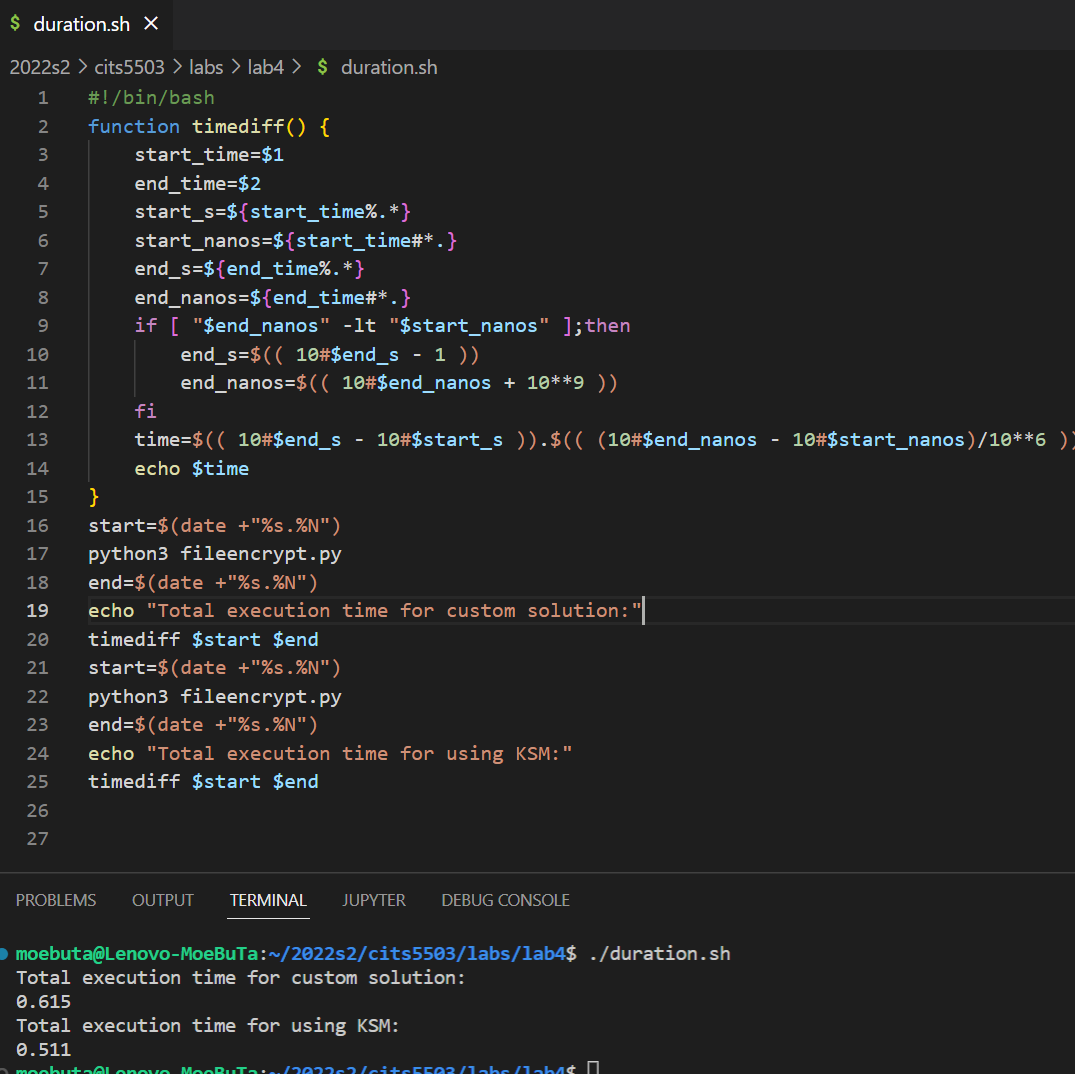 $ duration.sh ×
2022s2 > cits5503 > labs > lab4 > $ duration.sh
1 #!/bin/bash
2 function timediff() {
3     start_time=$1
4     end_time=$2
5     start_s=${start_time%.*}
6     start_nanos=${start_time#*.}
7     end_s=${end_time%.*}
8     end_nanos=${end_time#*.}
9     if [ "$end_nanos" -lt "$start_nanos" ];then
10         end_s=$(( 10#$end_s - 1 ))
11         end_nanos=$(( 10#$end_nanos + 10**9 ))
12     fi
13     time=$(( 10#$end_s - 10#$start_s )).$(( (10#$end_nanos - 10#$start_nanos)/10**6 ))
14     echo $time
15 }
16 start=$(date +"%s.%N")
17 python3 fileencrypt.py
18 end=$(date +"%s.%N")
19 echo "Total execution time for custom solution:"
20 timediff $start $end
21 start=$(date +"%s.%N")
22 python3 fileencrypt.py
23 end=$(date +"%s.%N")
24 echo "Total execution time for using KSM:"
25 timediff $start $end
26
27
PROBLEMS OUTPUT TERMINAL JUPYTER DEBUG CONSOLE
moebuta@Lenovo-MoeBuTa:~/2022s2/cits5503/labs/lab4$ ./duration.sh
Total execution time for custom solution:
0.615
Total execution time for using KSM:
0.511
moebuta@Lenovo-MoeBuTa:~/2022s2/cits5503/labs/lab4$